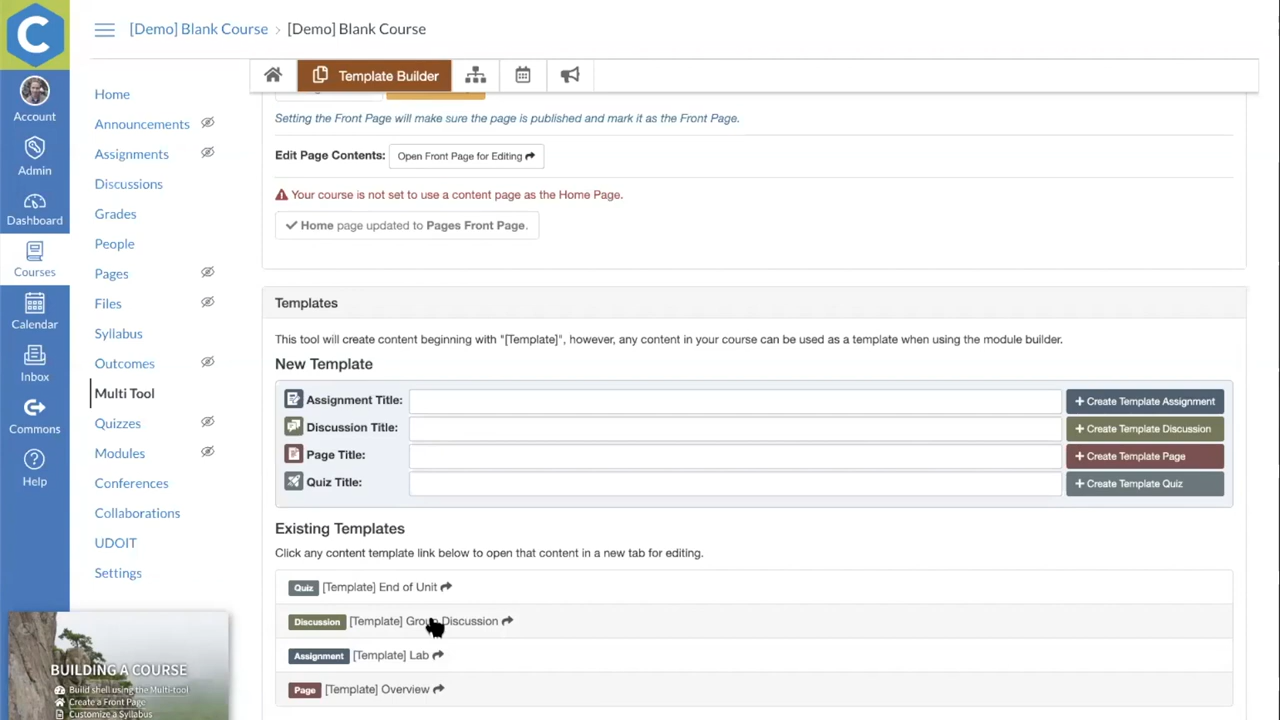 [Demo] Blank Course › [Demo] Blank Course
Template Builder
Account
Admin
Dashboard
Courses
Calendar
Inbox
Commons
Help
Home
Announcements
Assignments
Discussions
Grades
People
Pages
Files
Syllabus
Outcomes
Multi Tool
Quizzes
Modules
Conferences
Collaborations
UDOIT
Settings
Setting the Front Page will make sure the page is published and mark it as the Front Page.
Edit Page Contents: Open Front Page for Editing
Your course is not set to use a content page as the Home Page.
Home page updated to Pages Front Page.
Templates
This tool will create content beginning with "[Template]", however, any content in your course can be used as a template when using the module builder.
New Template
Assignment Title: + Create Template Assignment
Discussion Title: + Create Template Discussion
Page Title: + Create Template Page
Quiz Title: + Create Template Quiz
Existing Templates
Click any content template link below to open that content in a new tab for editing.
Quiz [Template] End of Unit
Discussion [Template] Group Discussion
Assignment [Template] Lab
Page [Template] Overview
BUILDING A COURSE
Build shell using the Multi-tool
Create a Front Page
Customize a Syllabus